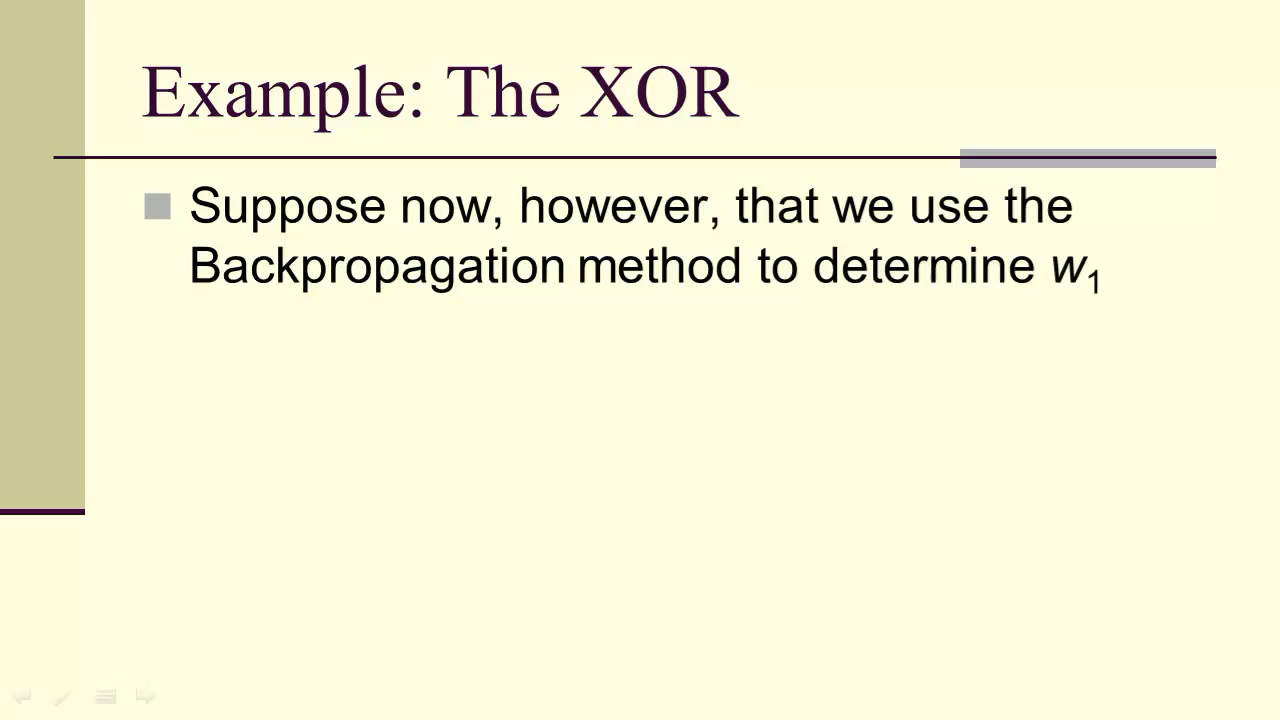 Example: The XOR
Suppose now, however, that we use the
Backpropagation method to determine w₁